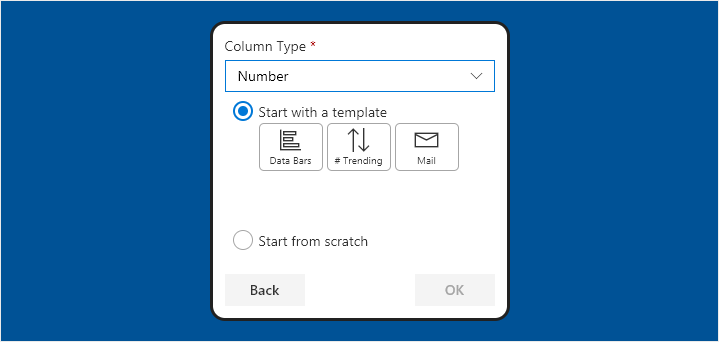 Column Type *
Number
Start with a template
Data Bars
# Trending
Mail
Start from scratch
Back
OK